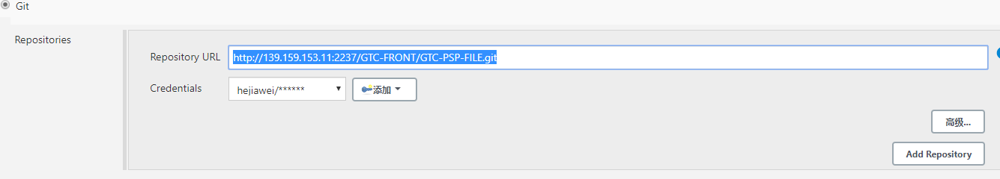 Git
Repositories
Repository URL http://139.159.153.11:2237/GTC-FRONT/GTC-PSP-FILE.git
Credentials hejiawei/****** 添加
高级...
Add Repository